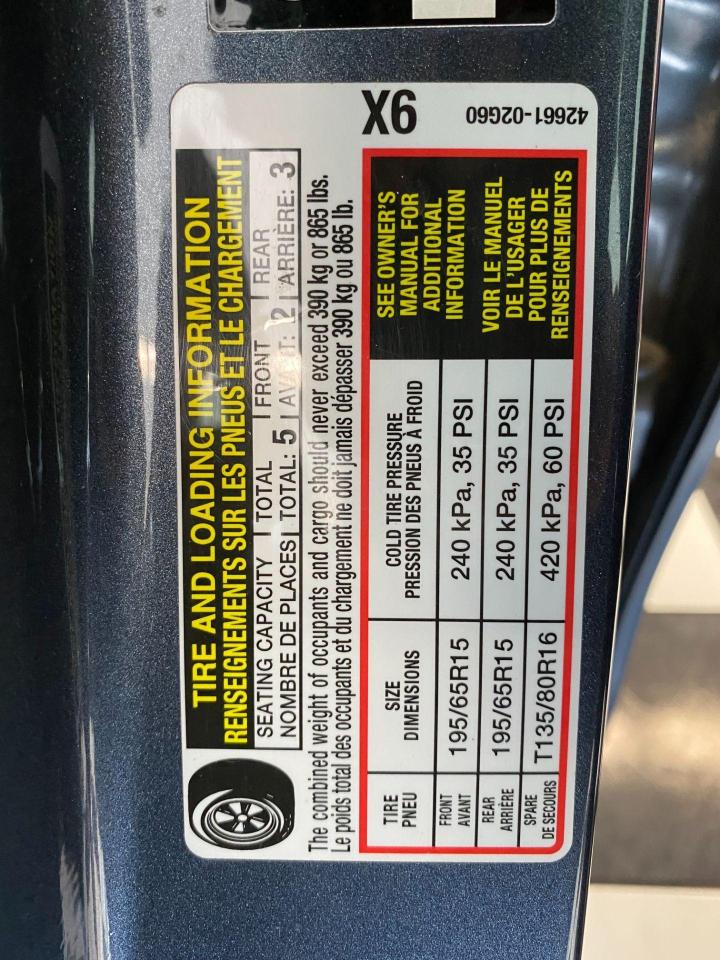 TIRE AND LOADING INFORMATION
RENSEIGNEMENTS SUR LES PNEUS ET LE CHARGEMENT
SEATING CAPACITY | TOTAL | FRONT | REAR
NOMBRE DE PLACES | TOTAL: 5 | AVANT: 2 | ARRIÈRE: 3
The combined weight of occupants and cargo should never exceed 390 kg or 865 lbs.
Le poids total des occupants et du chargement ne doit jamais dépasser 390 kg ou 865 lb.
TIRE
PNEU
SIZE
DIMENSIONS
COLD TIRE PRESSURE
PRESSION DES PNEUS À FROID
FRONT
AVANT
195/65R15
240 kPa, 35 PSI
REAR
ARRIÈRE
195/65R15
240 kPa, 35 PSI
SPARE
DE SECOURS
T135/80R16
420 kPa, 60 PSI
SEE OWNER'S
MANUAL FOR
ADDITIONAL
INFORMATION
VOIR LE MANUEL
DE L'USAGER
POUR PLUS DE
RENSEIGNEMENTS
X6
42661-02G60